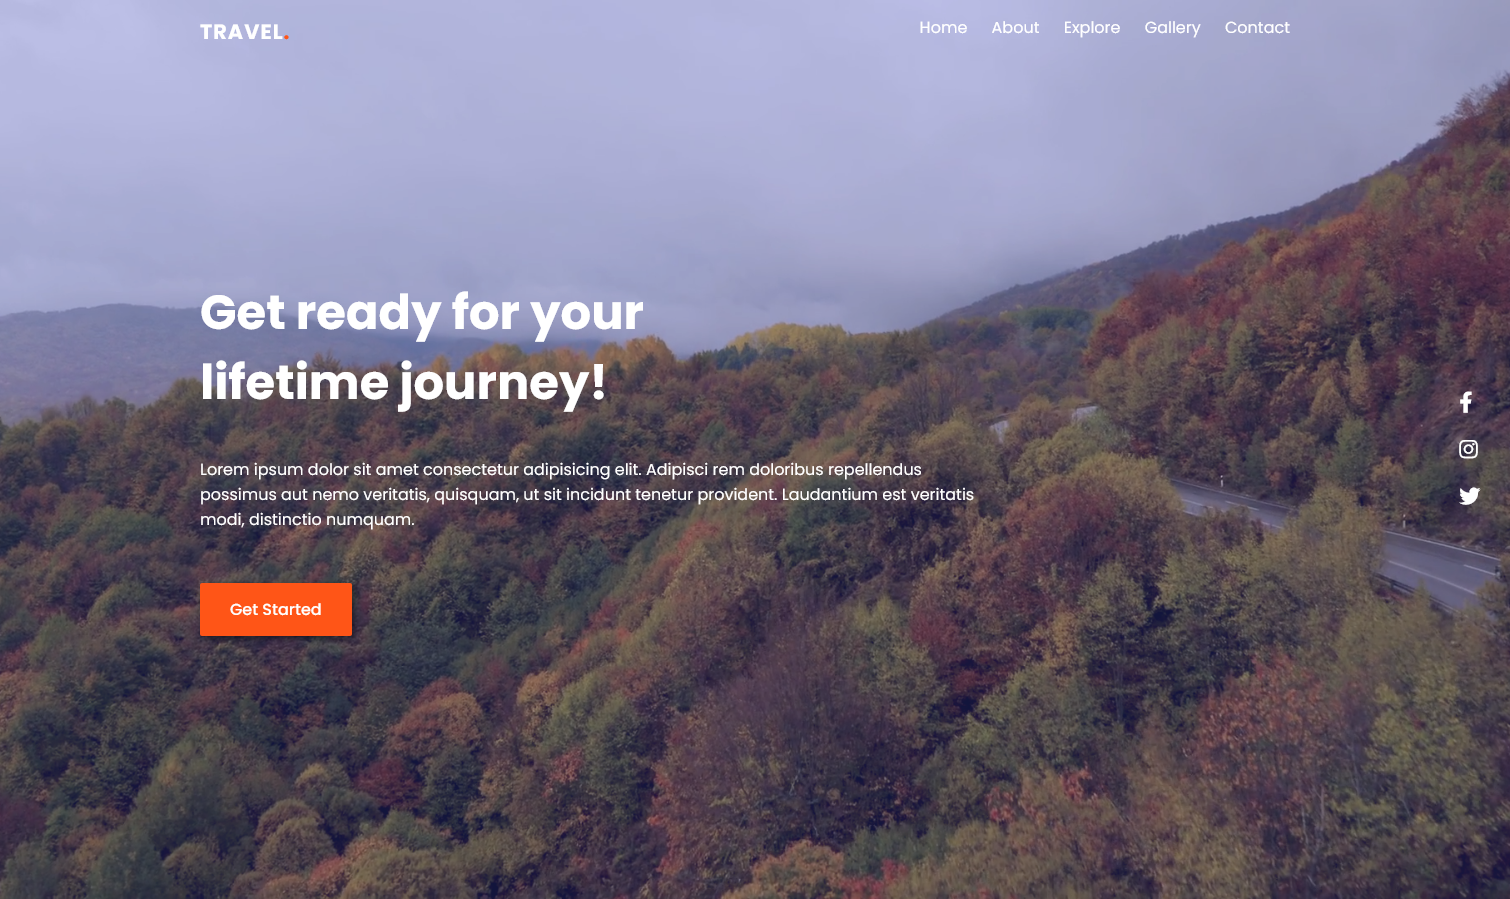 TRAVEL.
Home About Explore Gallery Contact
Get ready for your
lifetime journey!
Lorem ipsum dolor sit amet consectetur adipisicing elit. Adipisci rem doloribus repellendus
possimus aut nemo veritatis, quisquam, ut sit incidunt tenetur provident. Laudantium est veritatis
modi, distinctio numquam.
Get Started